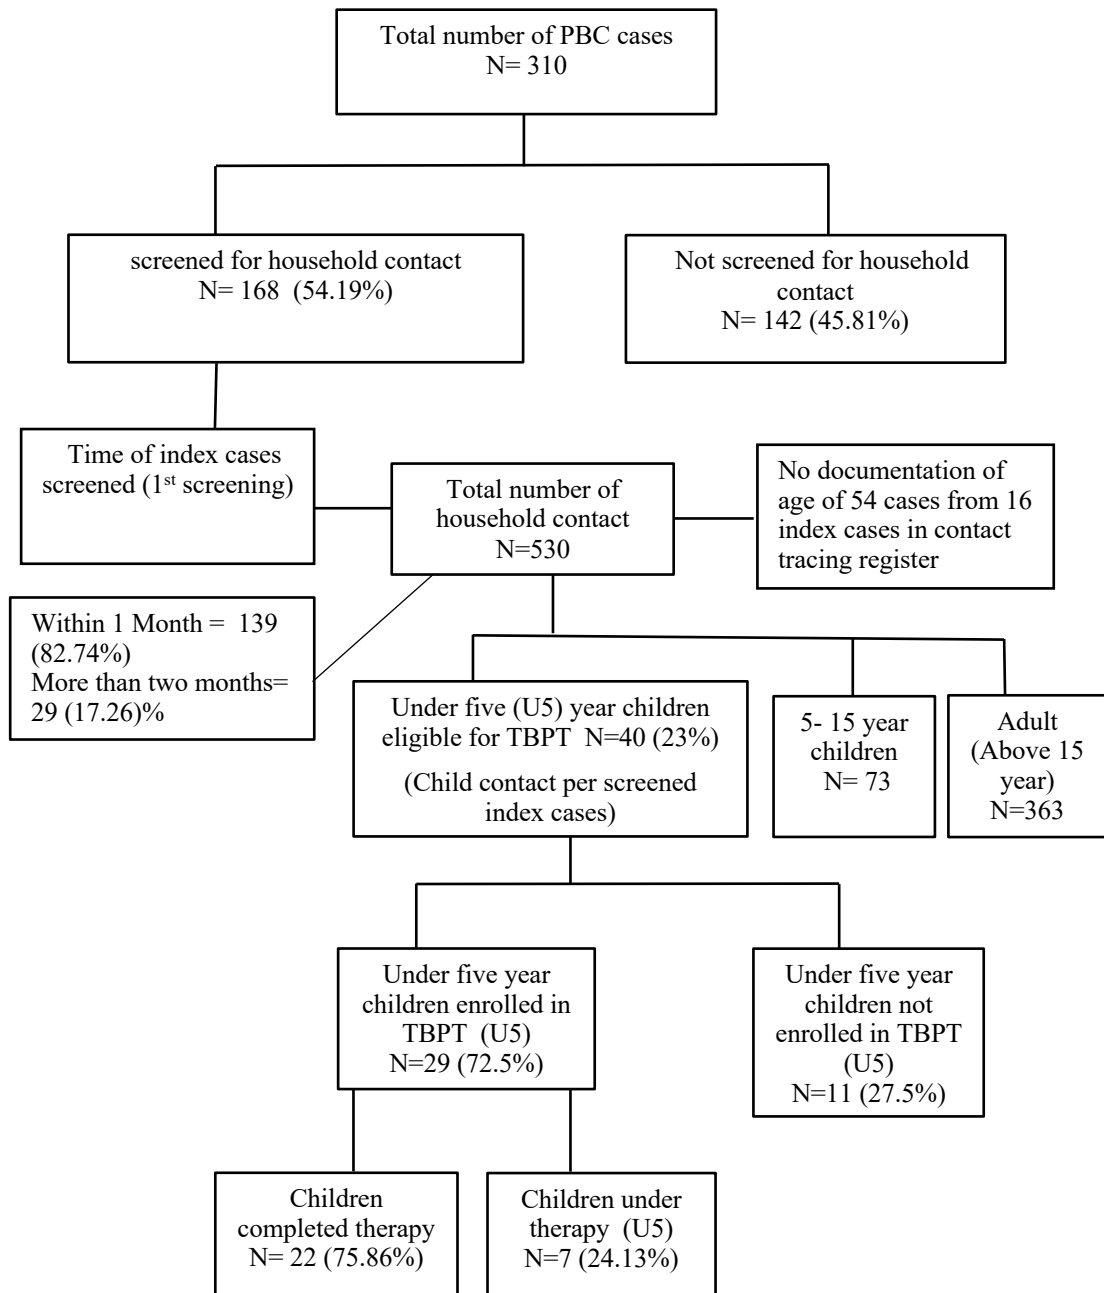 Total number of PBC cases
N= 310
screened for household contact
N= 168 (54.19%)
Not screened for household
contact
N= 142 (45.81%)
Time of index cases
screened (1st screening)
Total number of
household contact
N=530
No documentation of
age of 54 cases from 16
index cases in contact
tracing register
Within 1 Month = 139
(82.74%)
More than two months=
29 (17.26)%
Under five (U5) year children
eligible for TBPT N=40 (23%)
(Child contact per screened
index cases)
5- 15 year
children
N= 73
Adult
(Above 15
year)
N=363
Under five year
children enrolled in
TBPT (U5)
N=29 (72.5%)
Under five year
children not
enrolled in TBPT
(U5)
N=11 (27.5%)
Children
completed therapy
N= 22 (75.86%)
Children under
therapy (U5)
N=7 (24.13%)